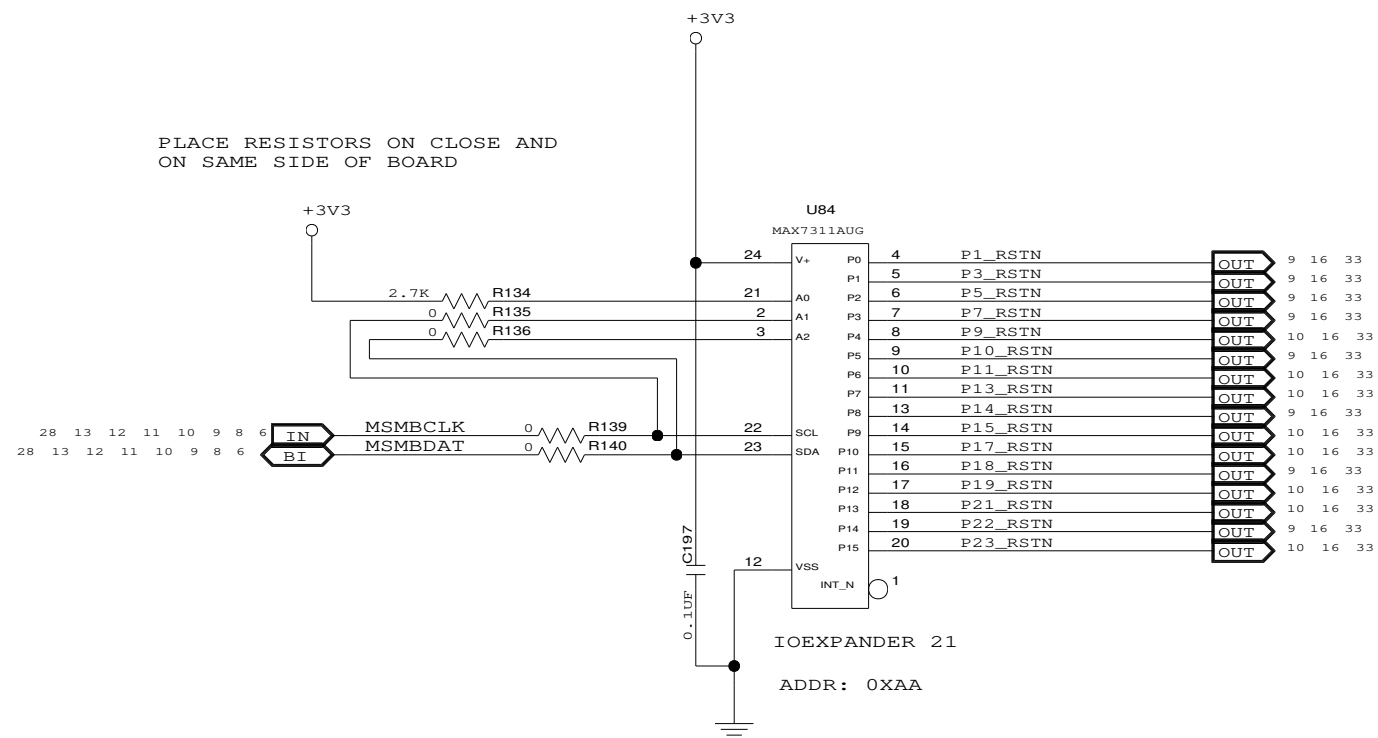 +3V3
PLACE RESISTORS ON CLOSE AND
ON SAME SIDE OF BOARD
+3V3
U84
MAX7311AUG
24 V+ P0 4 P1_RSTN OUT 9 16 33
P1 5 P3_RSTN OUT 9 16 33
2.7K R134 21 A0 P2 6 P5_RSTN OUT 9 16 33
0 R135 2 A1 P3 7 P7_RSTN OUT 9 16 33
0 R136 3 A2 P4 8 P9_RSTN OUT 10 16 33
P5 9 P10_RSTN OUT 9 16 33
P6 10 P11_RSTN OUT 10 16 33
P7 11 P13_RSTN OUT 10 16 33
P8 13 P14_RSTN OUT 9 16 33
28 13 12 11 10 9 8 6 IN MSMBCLK 0 R139 22 SCL P9 14 P15_RSTN OUT 10 16 33
28 13 12 11 10 9 8 6 BI MSMBDAT 0 R140 23 SDA P10 15 P17_RSTN OUT 10 16 33
P11 16 P18_RSTN OUT 9 16 33
P12 17 P19_RSTN OUT 10 16 33
P13 18 P21_RSTN OUT 10 16 33
P14 19 P22_RSTN OUT 9 16 33
P15 20 P23_RSTN OUT 10 16 33
C197
0.1UF
12 VSS
INT_N 1
IOEXPANDER 21
ADDR: 0XAA